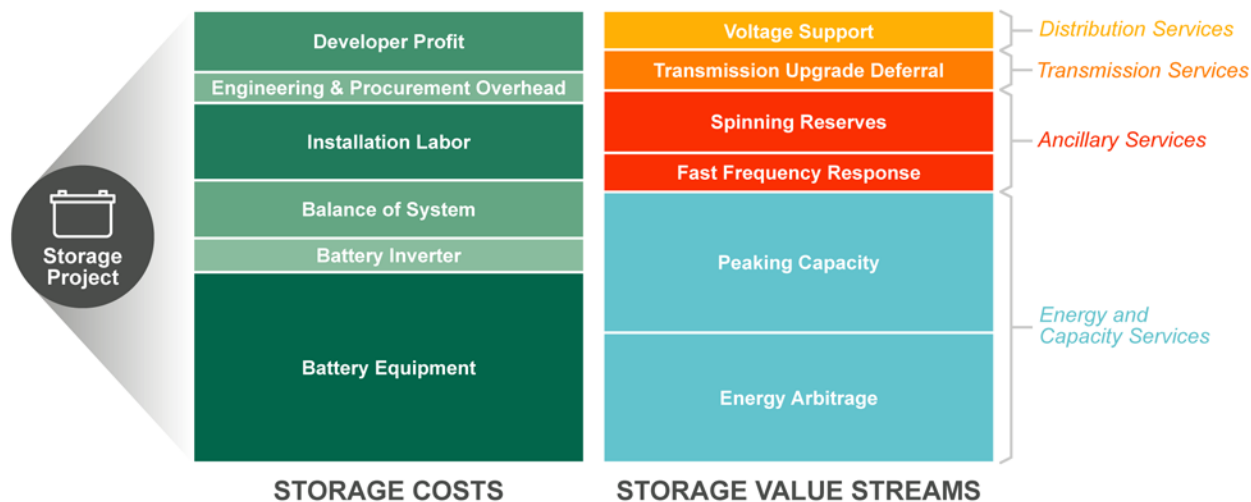 Storage
Project
Developer Profit
Engineering & Procurement Overhead
Installation Labor
Balance of System
Battery Inverter
Battery Equipment
STORAGE COSTS
Voltage Support
Transmission Upgrade Deferral
Spinning Reserves
Fast Frequency Response
Peaking Capacity
Energy Arbitrage
STORAGE VALUE STREAMS
Distribution Services
Transmission Services
Ancillary Services
Energy and
Capacity Services